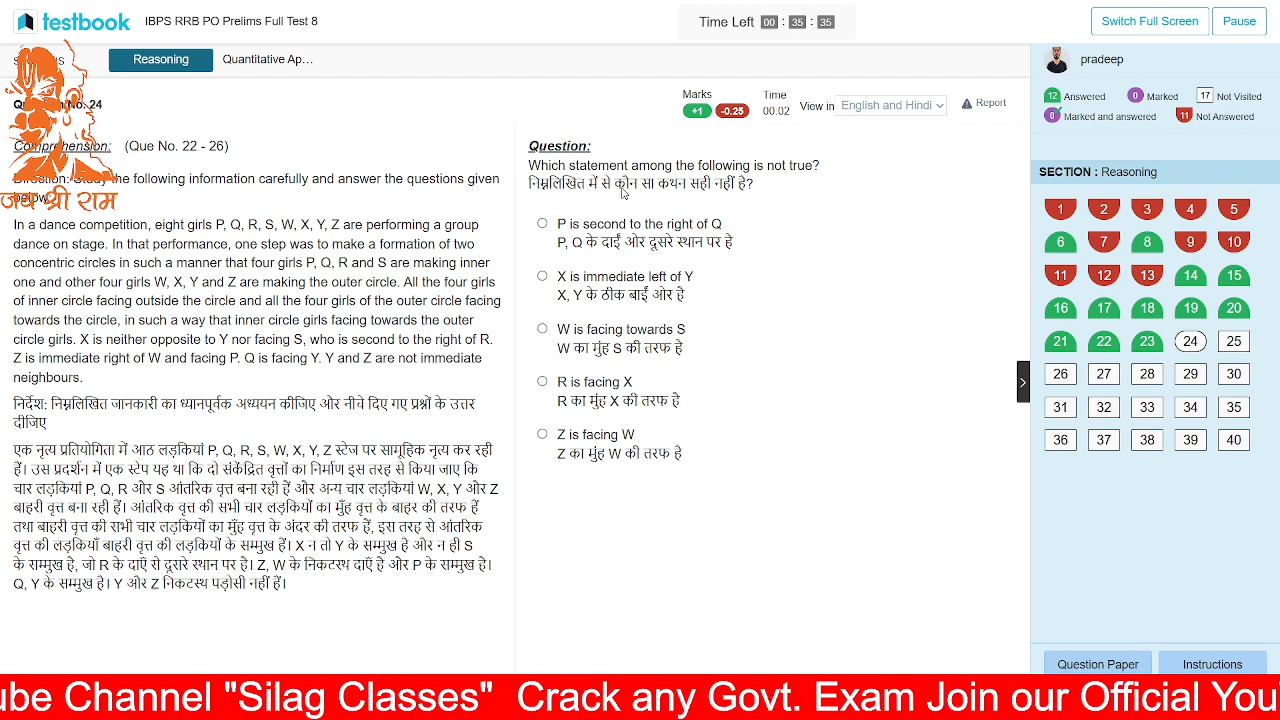 testbook IBPS RRB PO Prelims Full Test 8 Time Left 00 : 35 : 35 Switch Full Screen Pause
Reasoning Quantitative Ap...
pradeep
No. 24
Marks +1 -0.25
Time 00:02
View in English and Hindi
Report
12 Answered 0 Marked 17 Not Visited
0 Marked and answered 11 Not Answered
Comprehension: (Que No. 22 - 26)
Direction: Study the following information carefully and answer the questions given
below.
जय श्री राम
In a dance competition, eight girls P, Q, R, S, W, X, Y, Z are performing a group
dance on stage. In that performance, one step was to make a formation of two
concentric circles in such a manner that four girls P, Q, R and S are making inner
one and other four girls W, X, Y and Z are making the outer circle. All the four girls
of inner circle facing outside the circle and all the four girls of the outer circle facing
towards the circle, in such a way that inner circle girls facing towards the outer
circle girls. X is neither opposite to Y nor facing S, who is second to the right of R.
Z is immediate right of W and facing P. Q is facing Y. Y and Z are not immediate
neighbours.
निर्देश: निम्नलिखित जानकारी का ध्यानपूर्वक अध्ययन कीजिए और नीचे दिए गए प्रश्नों के उत्तर
दीजिए
एक नृत्य प्रतियोगिता में आठ लड़कियां P, Q, R, S, W, X, Y, Z स्टेज पर सामूहिक नृत्य कर रही
हैं। उस प्रदर्शन में एक स्टेप यह था कि दो संकेंद्रित वृत्तों का निर्माण इस तरह से किया जाए कि
चार लड़कियां P, Q, R और S आंतरिक वृत्त बना रही हैं और अन्य चार लड़कियां W, X, Y और Z
बाहरी वृत्त बना रही हैं। आंतरिक वृत्त की सभी चार लड़कियों का मुँह वृत्त के बाहर की तरफ हैं
तथा बाहरी वृत्त की सभी चार लड़कियों का मुँह वृत्त के अंदर की तरफ हैं, इस तरह से आंतरिक
वृत्त की लड़कियाँ बाहरी वृत्त की लड़कियों के सम्मुख हैं। X न तो Y के सम्मुख है और न ही S
के सम्मुख है, जो R के दाएँ से दूसरे स्थान पर है। Z, W के निकटस्थ दाएँ है और P के सम्मुख है।
Q, Y के सम्मुख है। Y और Z निकटस्थ पड़ोसी नहीं हैं।
Question:
Which statement among the following is not true?
निम्नलिखित में से कौन सा कथन सही नहीं है?
P is second to the right of Q
P, Q के दाईं ओर दूसरे स्थान पर है
X is immediate left of Y
X, Y के ठीक बाईं ओर है
W is facing towards S
W का मुंह S की तरफ है
R is facing X
R का मुंह X की तरफ है
Z is facing W
Z का मुंह W की तरफ है
SECTION : Reasoning
1 2 3 4 5
6 7 8 9 10
11 12 13 14 15
16 17 18 19 20
21 22 23 24 25
26 27 28 29 30
31 32 33 34 35
36 37 38 39 40
Question Paper Instructions
ube Channel "Silag Classes" Crack any Govt. Exam Join our Official You